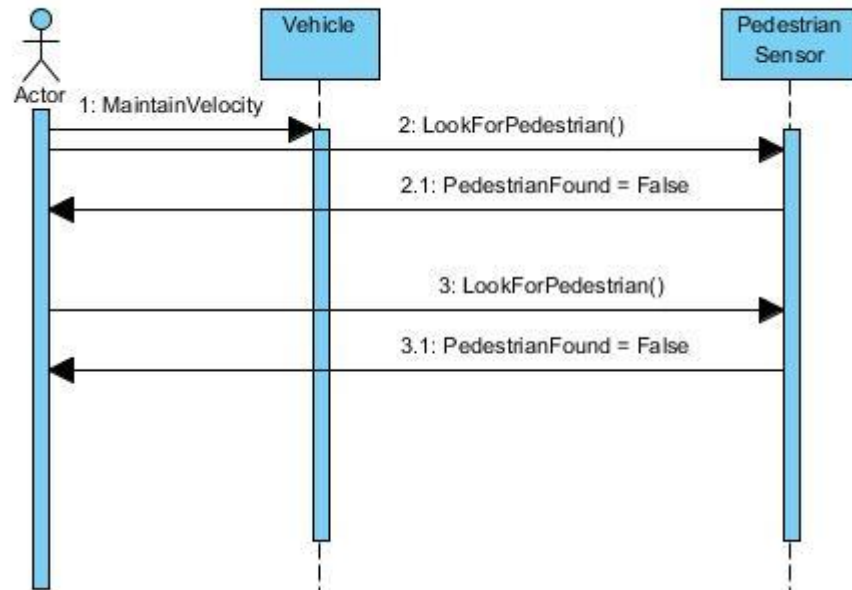 Vehicle
Pedestrian
Sensor
Actor
1: MaintainVelocity
2: LookForPedestrian()
2.1: PedestrianFound = False
3: LookForPedestrian()
3.1: PedestrianFound = False